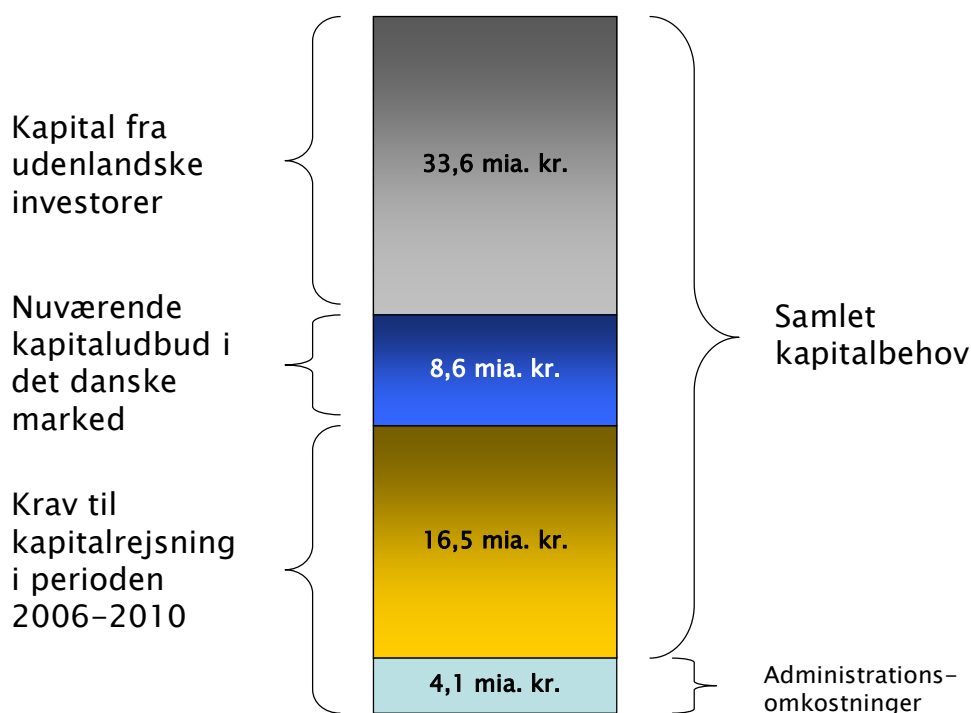 Kapital fra
udenlandske
investorer
33,6 mia. kr.
Nuværende
kapitaludbud i
det danske
marked
8,6 mia. kr.
Samlet
kapitalbehov
Krav til
kapitalrejsning
i perioden
2006-2010
16,5 mia. kr.
4,1 mia. kr.
Administrations-
omkostninger